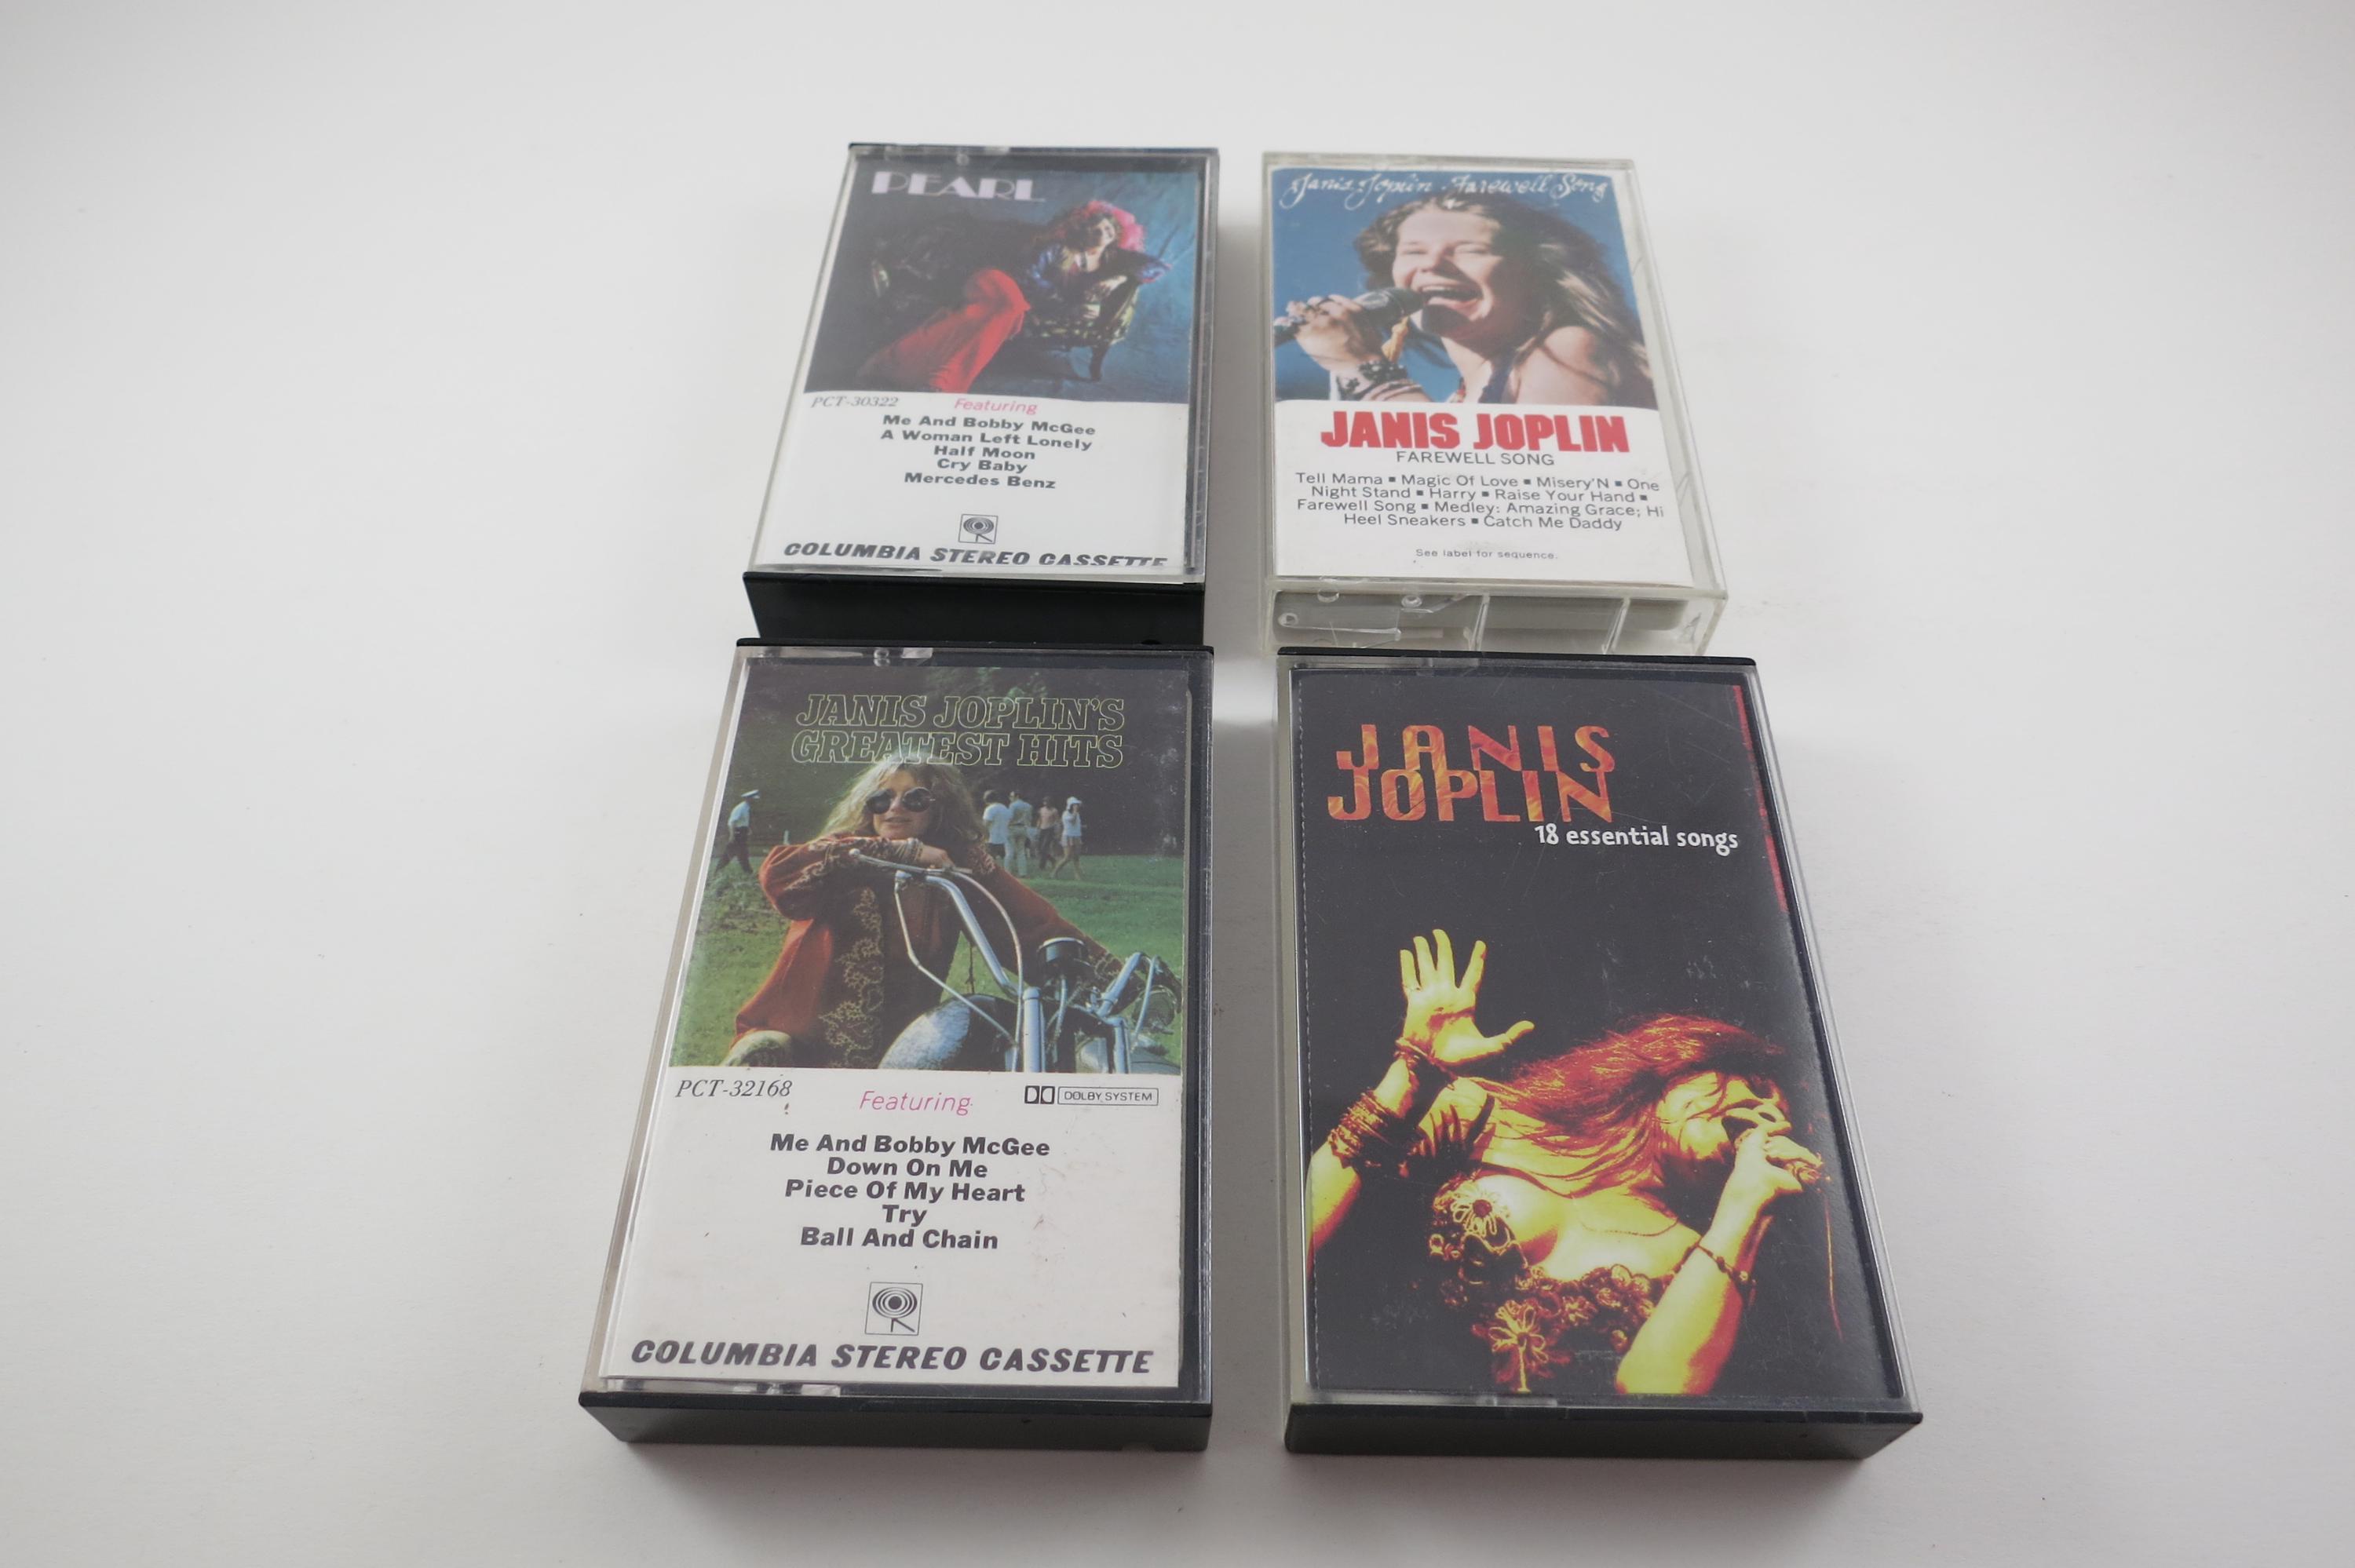 PEARL
PCT-30322
Featuring
Me And Bobby McGee
A Woman Left Lonely
Half Moon
Cry Baby
Mercedes Benz
COLUMBIA STEREO CASSETTE
Janis Joplin · Farewell Song
JANIS JOPLIN
FAREWELL SONG
Tell Mama ▪ Magic Of Love ▪ Misery'N ▪ One
Night Stand ▪ Harry ▪ Raise Your Hand ▪
Farewell Song ▪ Medley: Amazing Grace; Hi
Heel Sneakers ▪ Catch Me Daddy
See label for sequence.
JANIS JOPLIN'S
GREATEST HITS
PCT-32168
Featuring
DOLBY SYSTEM
Me And Bobby McGee
Down On Me
Piece Of My Heart
Try
Ball And Chain
COLUMBIA STEREO CASSETTE
JANIS
JOPLIN
18 essential songs